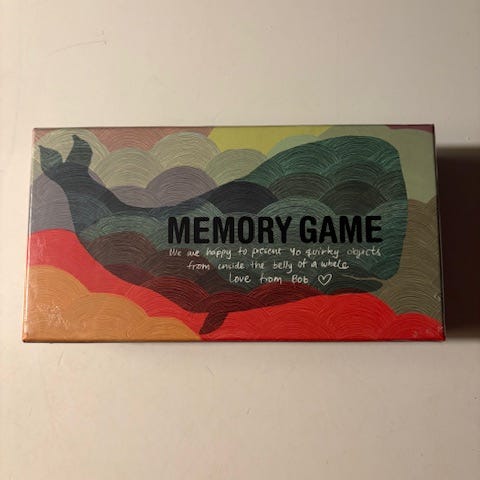 MEMORY GAME
We are happy to present 40 quirky objects
from inside the belly of a whale
Love from Bob ♡